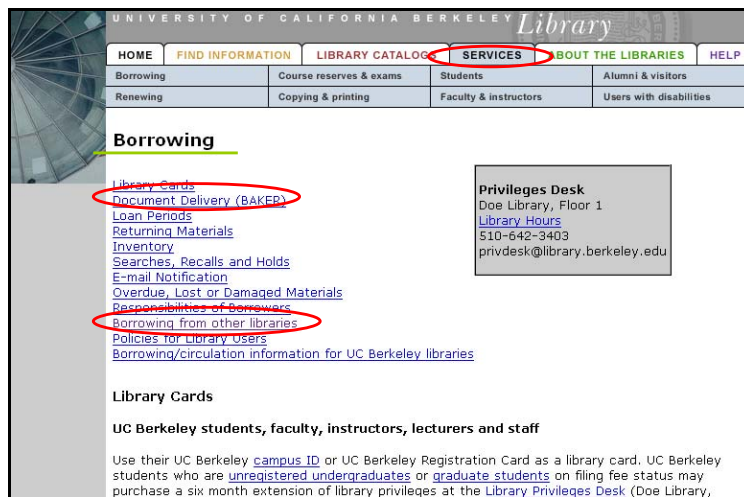 UNIVERSITY OF CALIFORNIA BERKELEY Library
HOME FIND INFORMATION LIBRARY CATALOGS SERVICES ABOUT THE LIBRARIES HELP
Borrowing Course reserves & exams Students Alumni & visitors
Renewing Copying & printing Faculty & instructors Users with disabilities
Borrowing
Library Cards
Document Delivery (BAKER)
Loan Periods
Returning Materials
Inventory
Searches, Recalls and Holds
E-mail Notification
Overdue, Lost or Damaged Materials
Responsibilities of Borrowers
Borrowing from other libraries
Policies for Library Users
Borrowing/circulation information for UC Berkeley libraries
Privileges Desk
Doe Library, Floor 1
Library Hours
510-642-3403
privdesk@library.berkeley.edu
Library Cards
UC Berkeley students, faculty, instructors, lecturers and staff
Use their UC Berkeley campus ID or UC Berkeley Registration Card as a library card. UC Berkeley
students who are unregistered undergraduates or graduate students on filing fee status may
purchase a six month extension of library privileges at the Library Privileges Desk (Doe Library,